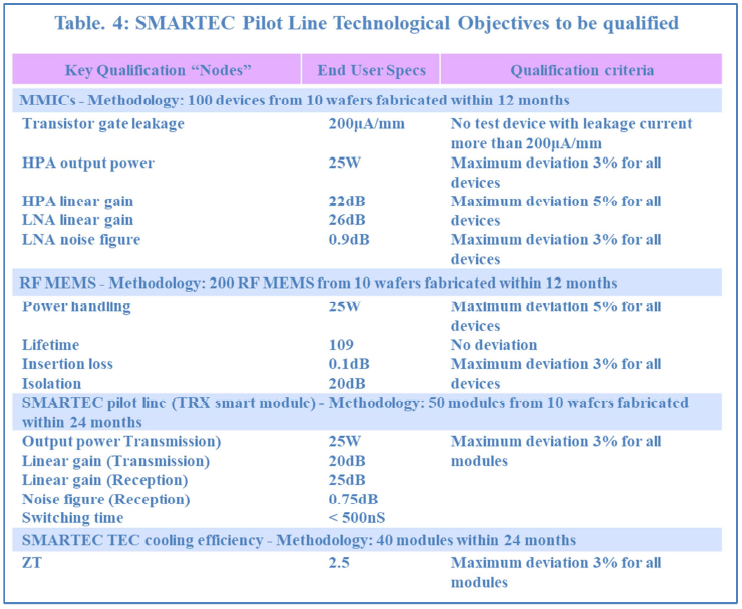 Table. 4: SMARTEC Pilot Line Technological Objectives to be qualified
Key Qualification “Nodes” End User Specs Qualification criteria
MMICs - Methodology: 100 devices from 10 wafers fabricated within 12 months
Transistor gate leakage 200µA/mm No test device with leakage current
more than 200µA/mm
HPA output power 25W Maximum deviation 3% for all
devices
HPA linear gain 22dB Maximum deviation 5% for all
LNA linear gain 26dB devices
LNA noise figure 0.9dB Maximum deviation 3% for all
devices
RF MEMS - Methodology: 200 RF MEMS from 10 wafers fabricated within 12 months
Power handling 25W Maximum deviation 5% for all
devices
Lifetime 109 No deviation
Insertion loss 0.1dB Maximum deviation 3% for all
Isolation 20dB devices
SMARTEC pilot line (TRX smart module) - Methodology: 50 modules from 10 wafers fabricated
within 24 months
Output power Transmission) 25W Maximum deviation 3% for all
Linear gain (Transmission) 20dB modules
Linear gain (Reception) 25dB
Noise figure (Reception) 0.75dB
Switching time < 500nS
SMARTEC TEC cooling efficiency - Methodology: 40 modules within 24 months
ZT 2.5 Maximum deviation 3% for all
modules